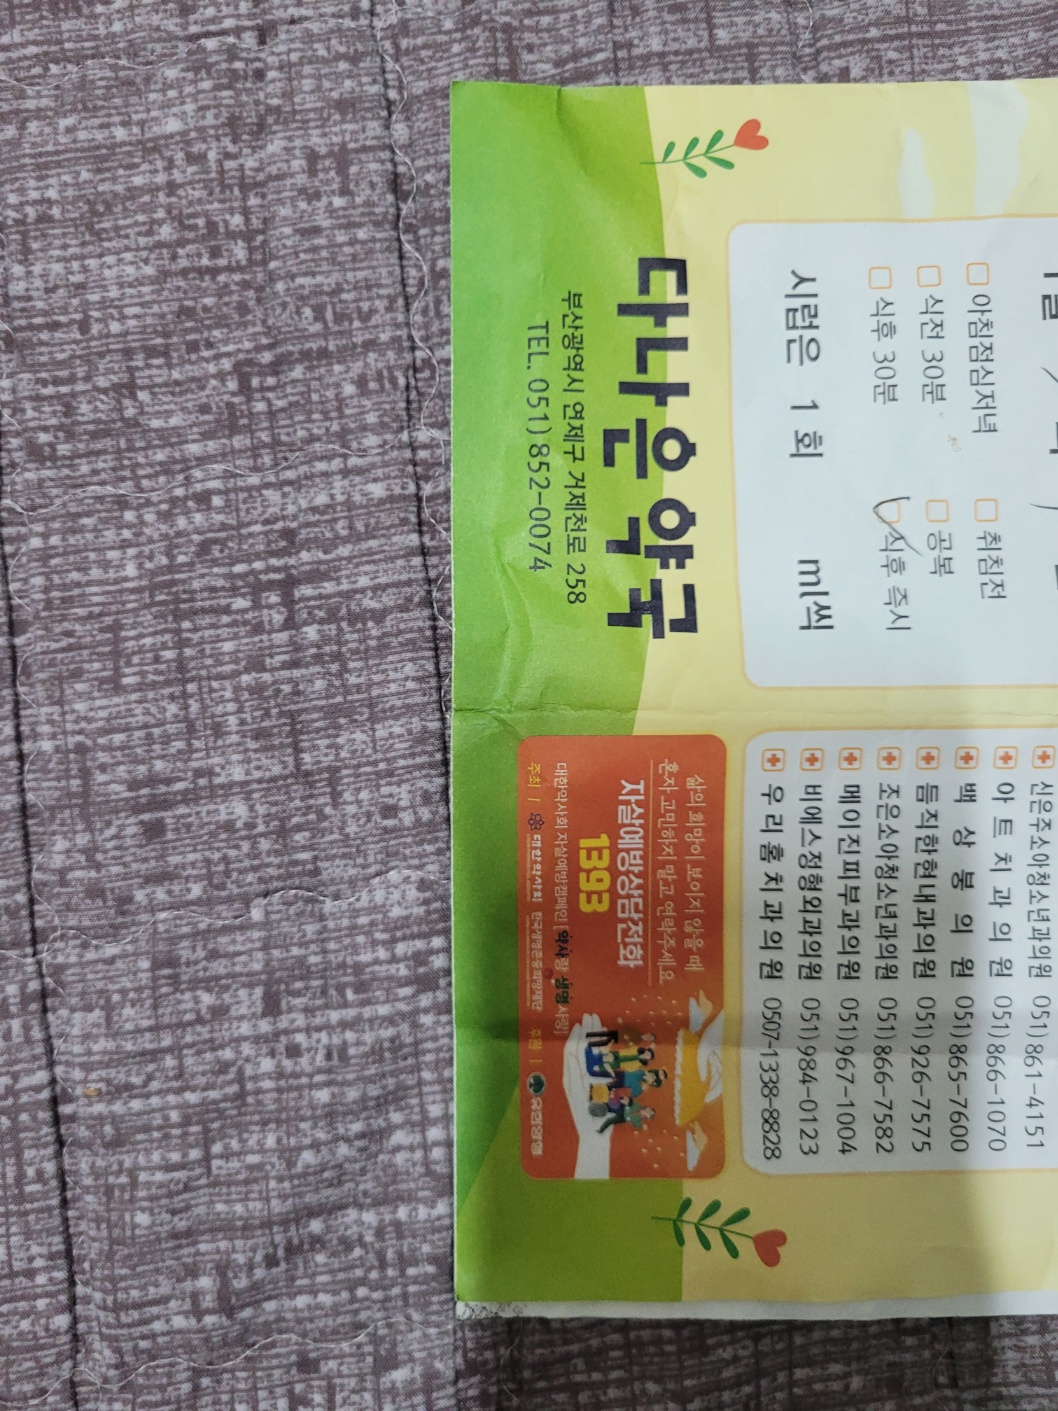 □ 아침점심저녁 □ 취침전
□ 식전 30분 □ 공복
□ 식후 30분 □ 식후 즉시
시럽은 1 회 ml씩
다나은약국
부산광역시 연제구 거제천로 258
TEL. 051) 852-0074
신은주소아청소년과의원 051) 861-4151
아트치과의원 051) 866-1070
백상봉의원 051) 865-7600
듬직한현내과의원 051) 926-7575
조은소아청소년과의원 051) 866-7582
메이진피부과의원 051) 967-1004
비에스정형외과의원 051) 984-0123
우리홈치과의원 0507-1338-8828
삶의 희망이 보이지 않을 때
혼자 고민하지 말고 연락주세요
자살예방상담전화
1393
대한약사회 자살예방캠페인 | 약사랑 생명사랑
주최 | 대한약사회 한국생명존중희망재단 후원 | 유한양행